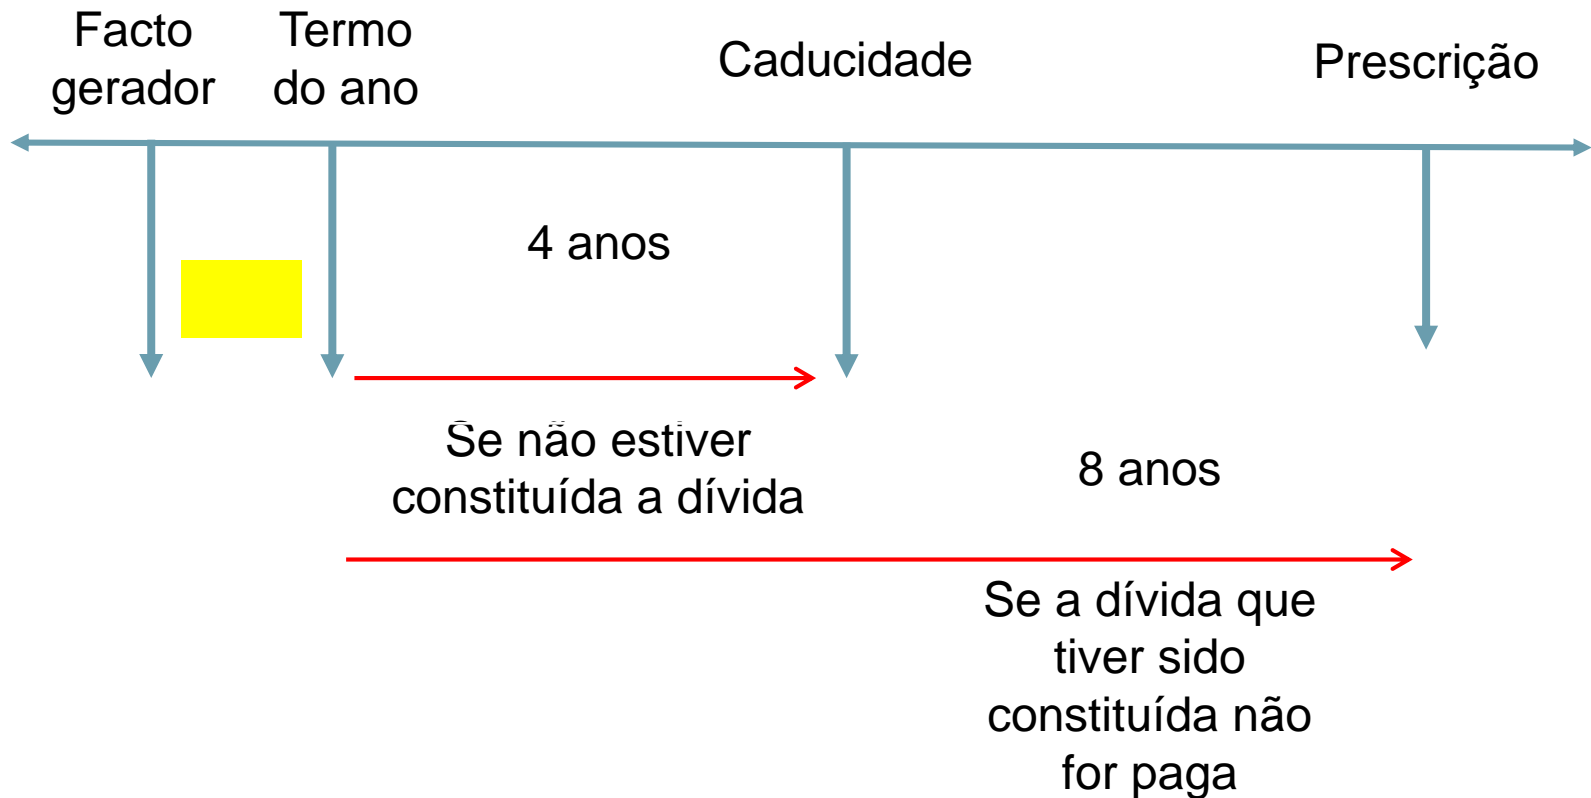 Facto
gerador
Termo
do ano
Caducidade
Prescrição
4 anos
Se não estiver
constituída a dívida
8 anos
Se a dívida que
tiver sido
constituída não
for paga